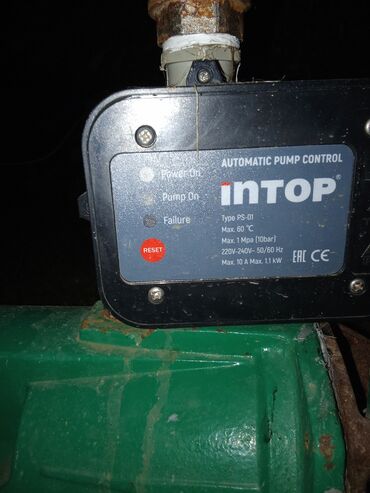 AUTOMATIC PUMP CONTROL
Power On
INTOP®
Pump On
Type PS-01
Failure
Max. 60 °C
Max. 1 Mpa (10bar)
RESET
220V-240V- 50/60 Hz
Max. 10 A Max. 1.1 kW
EAC CE